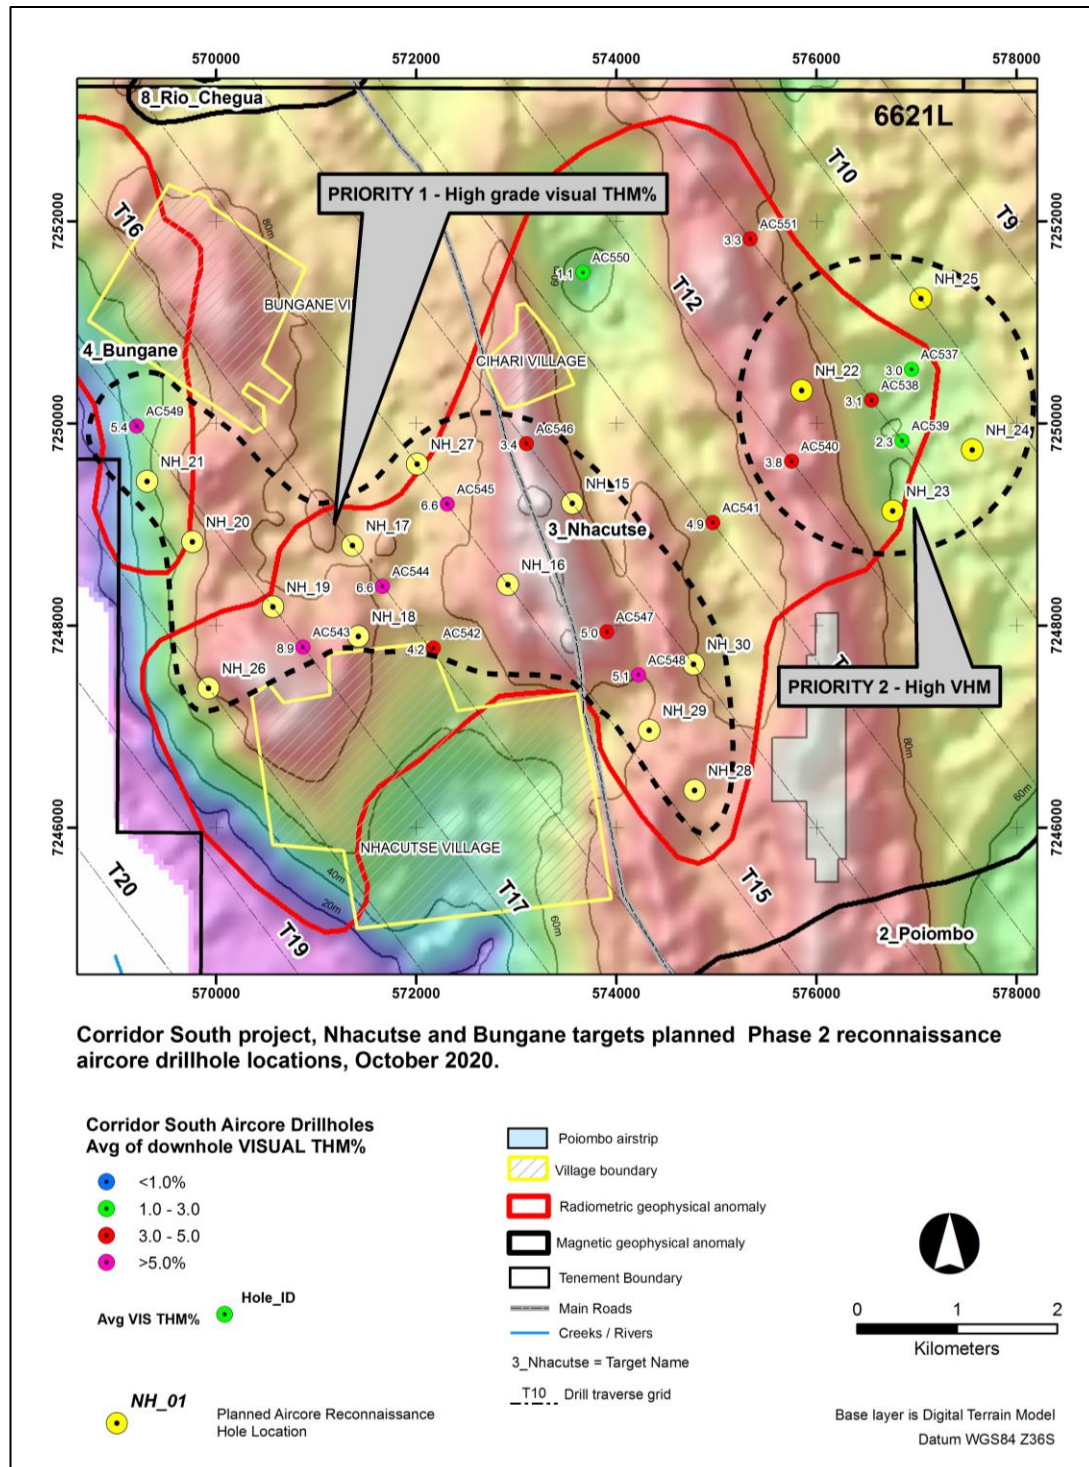 570000 572000 574000 576000 578000
8_Rio_Chegua
6621L
T10
T9
T16
PRIORITY 1 - High grade visual THM%
7252000
7252000
80m
AC551
3.3
NH_25
AC550
1.1
60m
BUNGANE VI
T12
4_Bungane
CIHARI VILLAGE
AC537
3.0
NH_22
AC538
3.1
AC549
5.4
7250000
7250000
AC539
2.3
NH_24
AC546
3.4
NH_27
AC540
3.8
NH_21
AC545
6.6
NH_15
NH_23
3_Nhacutse
AC541
4.9
NH_20
NH_17
NH_16
AC544
6.6
NH_19
7248000
7248000
AC543
8.9
NH_18
AC542
4.2
AC547
5.0
NH_30
AC548
5.1
NH_26
PRIORITY 2 - High VHM
NH_29
80m
NH_28
60m
7246000
7246000
NHACUTSE VILLAGE
T20
40m
20m
T17
T15
T19
60m
2_Poiombo
570000 572000 574000 576000 578000
Corridor South project, Nhacutse and Bungane targets planned Phase 2 reconnaissance
aircore drillhole locations, October 2020.
Corridor South Aircore Drillholes
Avg of downhole VISUAL THM%
<1.0%
1.0 - 3.0
3.0 - 5.0
>5.0%
Hole_ID
Avg VIS THM%
NH_01
Planned Aircore Reconnaissance
Hole Location
Poiombo airstrip
Village boundary
Radiometric geophysical anomaly
Magnetic geophysical anomaly
Tenement Boundary
Main Roads
Creeks / Rivers
3_Nhacutse = Target Name
T10 Drill traverse grid
0 1 2
Kilometers
Base layer is Digital Terrain Model
Datum WGS84 Z36S